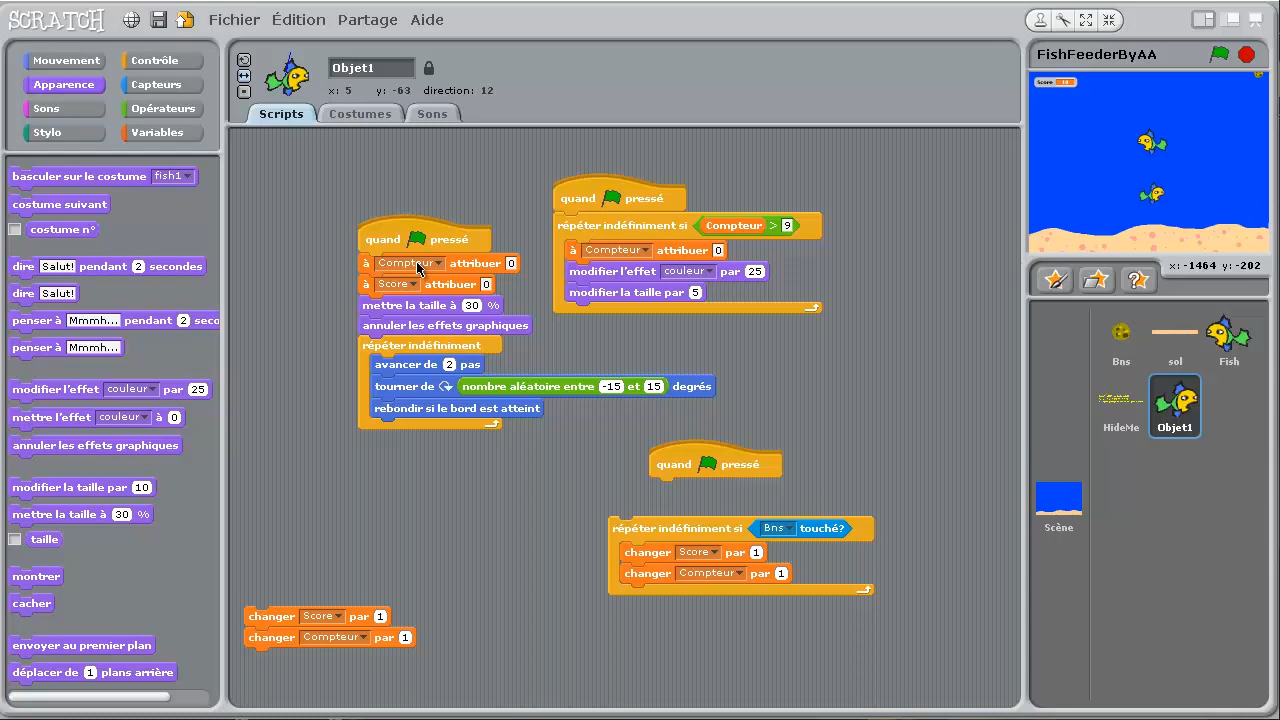 SCRATCH Fichier Édition Partage Aide
Mouvement Contrôle
Apparence Capteurs
Sons Opérateurs
Stylo Variables
basculer sur le costume fish1
costume suivant
costume n°
dire Salut! pendant 2 secondes
dire Salut!
penser à Mmmh... pendant 2 seco
penser à Mmmh...
modifier l'effet couleur par 25
mettre l'effet couleur à 0
annuler les effets graphiques
modifier la taille par 10
mettre la taille à 30 %
taille
montrer
cacher
envoyer au premier plan
déplacer de 1 plans arrière
Objet1
y: -63 direction: 12
Scripts Costumes Sons
quand pressé
à Compteur attribuer 0
à Score attribuer 0
mettre la taille à 30 %
annuler les effets graphiques
répéter indéfiniment
avancer de 2 pas
tourner de nombre aléatoire entre -15 et 15 degrés
rebondir si le bord est atteint
quand pressé
répéter indéfiniment si Compteur > 9
à Compteur attribuer 0
modifier l'effet couleur par 25
modifier la taille par 5
quand pressé
répéter indéfiniment si Bns touché?
changer Score par 1
changer Compteur par 1
changer Score par 1
changer Compteur par 1
FishFeederByAA
Score
x: -1464 y: -202
Bns sol Fish
HideMe Objet1
Scène